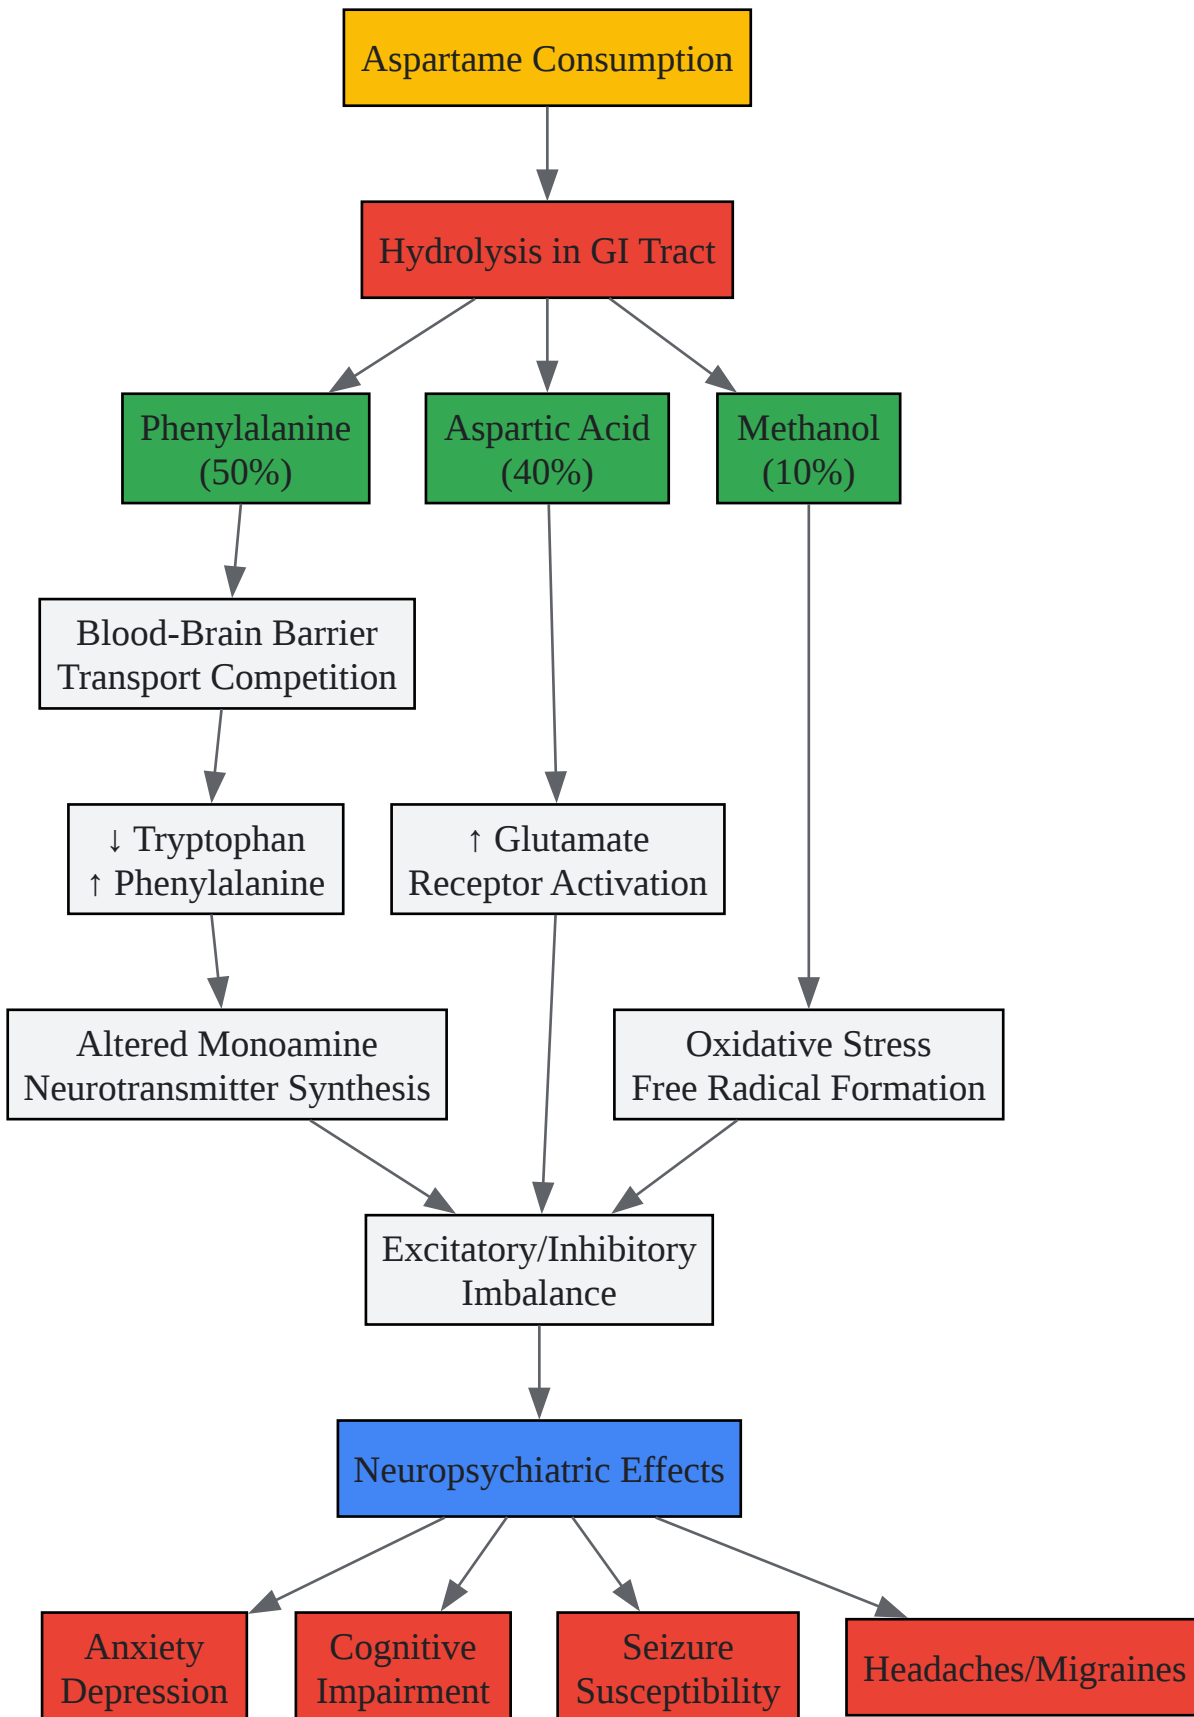 Aspartame Consumption
Hydrolysis in GI Tract
Phenylalanine
(50%)
Aspartic Acid
(40%)
Methanol
(10%)
Blood-Brain Barrier
Transport Competition
↓ Tryptophan
↑ Phenylalanine
↑ Glutamate
Receptor Activation
Altered Monoamine
Neurotransmitter Synthesis
Oxidative Stress
Free Radical Formation
Excitatory/Inhibitory
Imbalance
Neuropsychiatric Effects
Anxiety
Depression
Cognitive
Impairment
Seizure
Susceptibility
Headaches/Migraines